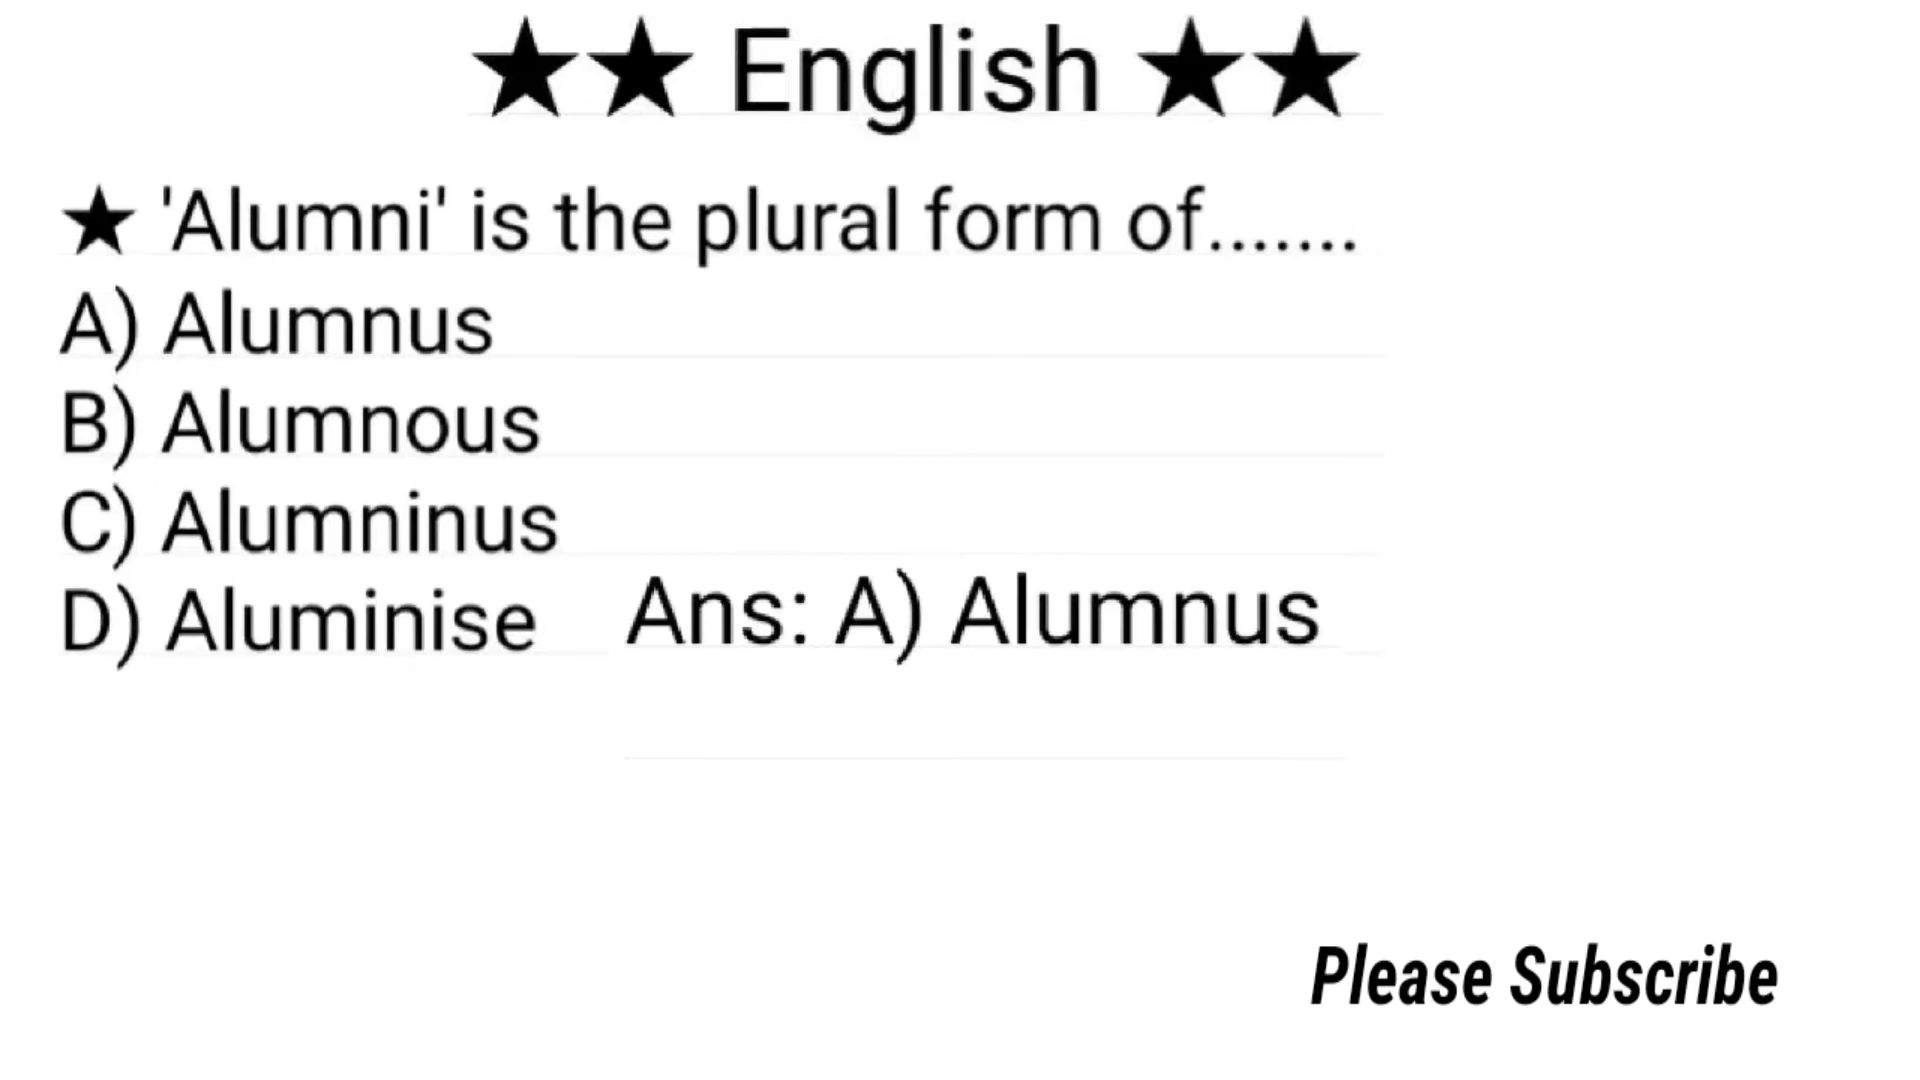 ★★ English ★★
★ 'Alumni' is the plural form of.......
A) Alumnus
B) Alumnous
C) Alumninus
D) Aluminise
Ans: A) Alumnus
Please Subscribe